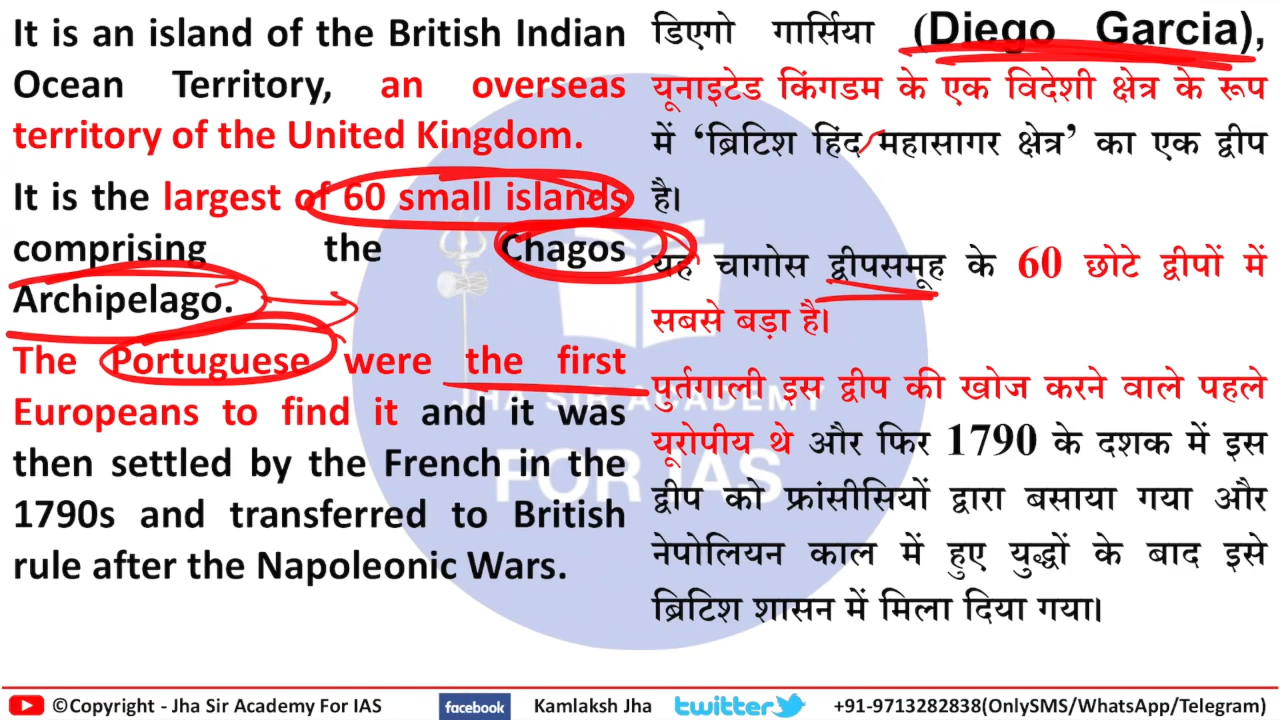 It is an island of the British Indian
Ocean Territory, an overseas
territory of the United Kingdom.
It is the largest of 60 small islands
comprising the Chagos
Archipelago.
The Portuguese were the first
Europeans to find it and it was
then settled by the French in the
1790s and transferred to British
rule after the Napoleonic Wars.
डिएगो गार्सिया (Diego Garcia),
यूनाइटेड किंगडम के एक विदेशी क्षेत्र के रूप
में ‘ब्रिटिश हिंद महासागर क्षेत्र’ का एक द्वीप
है।
यह चागोस द्वीपसमूह के 60 छोटे द्वीपों में
सबसे बड़ा है।
पुर्तगाली इस द्वीप की खोज करने वाले पहले
यूरोपीय थे और फिर 1790 के दशक में इस
द्वीप को फ्रांसीसियों द्वारा बसाया गया और
नेपोलियन काल में हुए युद्धों के बाद इसे
ब्रिटिश शासन में मिला दिया गया।
JHA SIR ACADEMY
FOR IAS
©Copyright - Jha Sir Academy For IAS facebook Kamlaksh Jha twitter +91-9713282838(OnlySMS/WhatsApp/Telegram)